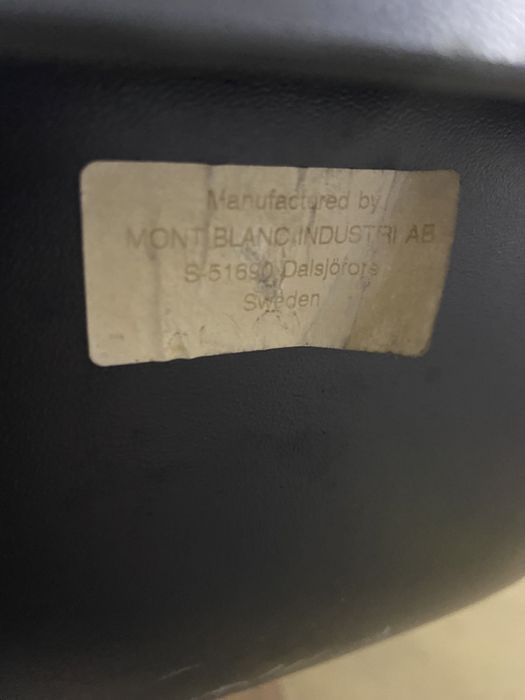 Manufactured by
MONT BLANC INDUSTRI AB
S-51690 Dalsjöfors
Sweden